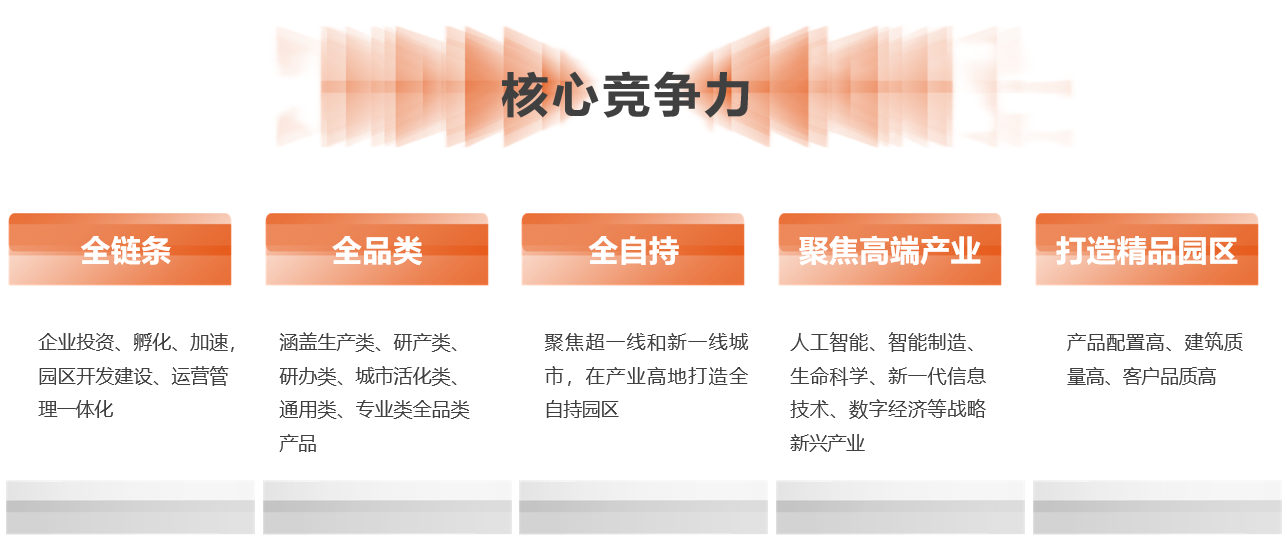 核心竞争力
全链条
企业投资、孵化、加速，
园区开发建设、运营管
理一体化
全品类
涵盖生产类、研产类、
研办类、城市活化类、
通用类、专业类全品类
产品
全自持
聚焦超一线和新一线城
市，在产业高地打造全
自持园区
聚焦高端产业
人工智能、智能制造、
生命科学、新一代信息
技术、数字经济等战略
新兴产业
打造精品园区
产品配置高、建筑质
量高、客户品质高